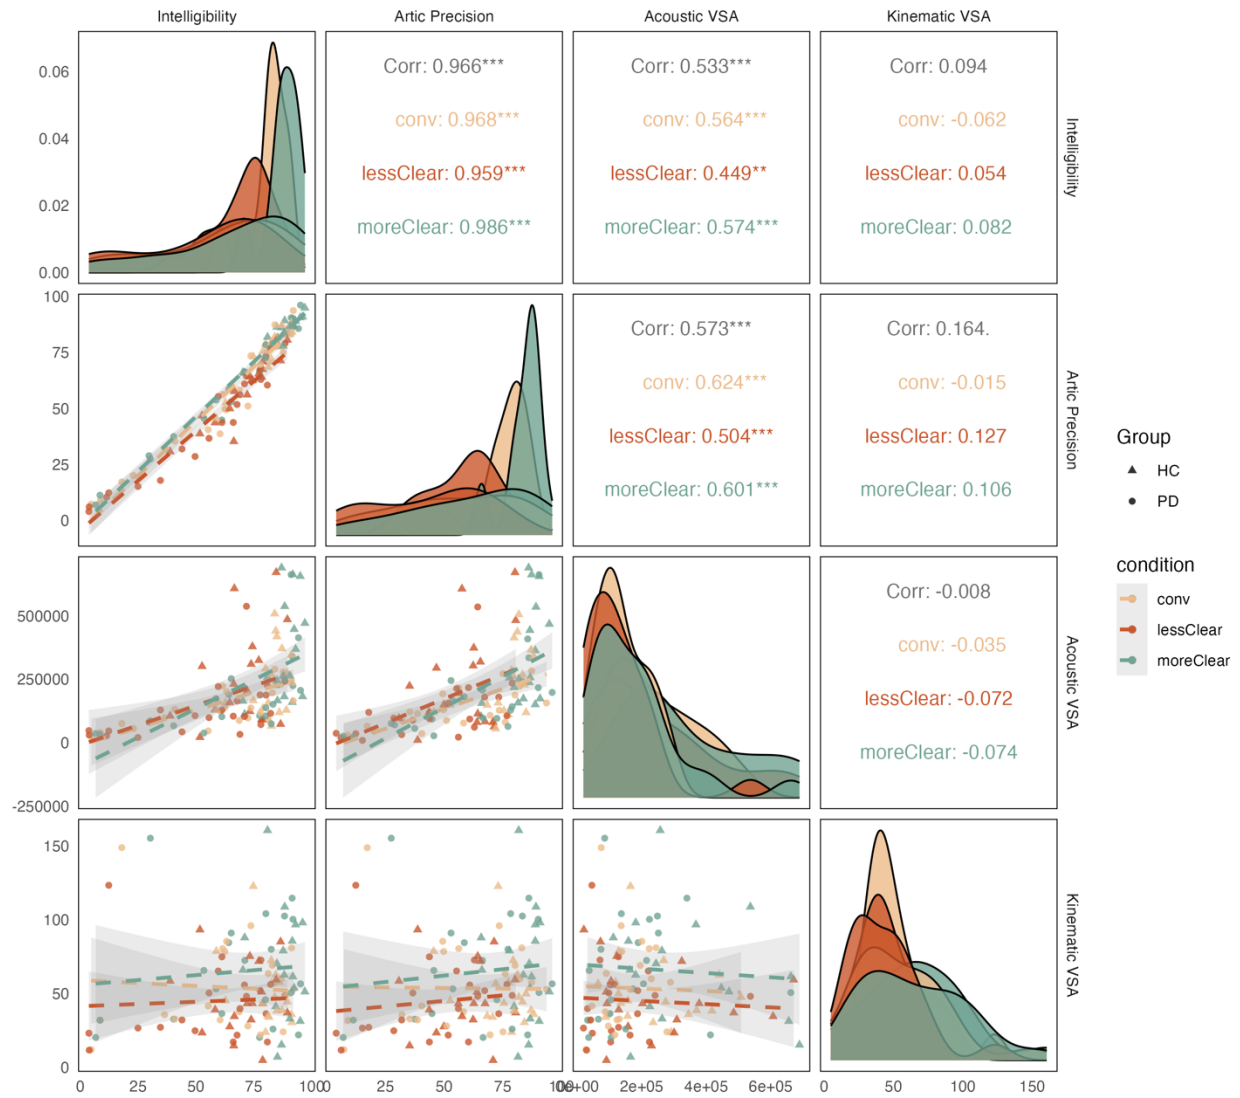 Intelligibility Artic Precision Acoustic VSA Kinematic VSA
0.06
0.04
0.02
0.00
Corr: 0.966***
conv: 0.968***
lessClear: 0.959***
moreClear: 0.986***
Corr: 0.533***
conv: 0.564***
lessClear: 0.449**
moreClear: 0.574***
Corr: 0.094
conv: -0.062
lessClear: 0.054
moreClear: 0.082
Intelligibility
100
75
50
25
0
Corr: 0.573***
conv: 0.624***
lessClear: 0.504***
moreClear: 0.601***
Corr: 0.164.
conv: -0.015
lessClear: 0.127
moreClear: 0.106
Artic Precision
500000
250000
0
-250000
Corr: -0.008
conv: -0.035
lessClear: -0.072
moreClear: -0.074
Acoustic VSA
150
100
50
0
Kinematic VSA
0 25 50 75 100
0 25 50 75 100
0e+00 2e+05 4e+05 6e+05
0 50 100 150
Group
HC
PD
condition
conv
lessClear
moreClear